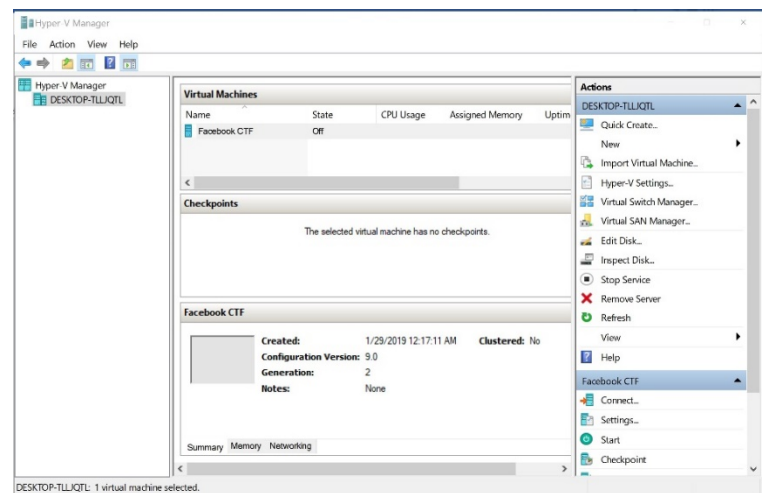 Hyper-V Manager
File Action View Help
Hyper-V Manager
DESKTOP-TLLJQTL
Virtual Machines
Name State CPU Usage Assigned Memory Uptim
Facebook CTF Off
Checkpoints
The selected virtual machine has no checkpoints.
Facebook CTF
Created: 1/29/2019 12:17:11 AM Clustered: No
Configuration Version: 9.0
Generation: 2
Notes: None
Summary Memory Networking
Actions
DESKTOP-TLLJQTL
Quick Create...
New
Import Virtual Machine...
Hyper-V Settings...
Virtual Switch Manager...
Virtual SAN Manager...
Edit Disk...
Inspect Disk...
Stop Service
Remove Server
Refresh
View
Help
Facebook CTF
Connect...
Settings...
Start
Checkpoint
DESKTOP-TLLJQTL: 1 virtual machine selected.